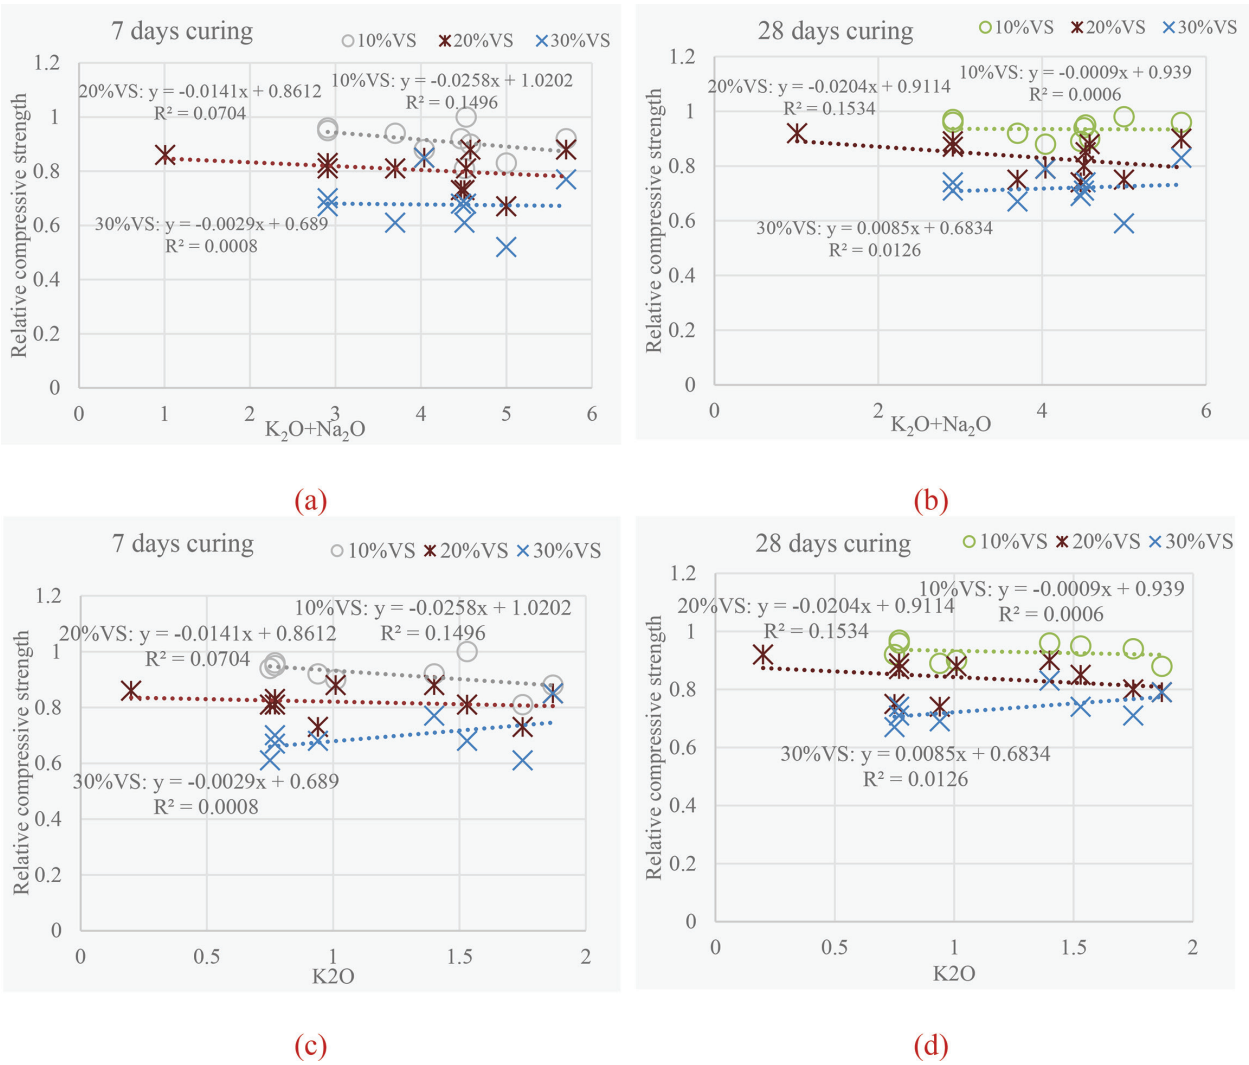 7 days curing
10%VS 20%VS 30%VS
Relative compressive strength
1.2
1
0.8
0.6
0.4
0.2
0
20%VS: y = -0.0141x + 0.8612
R² = 0.0704
10%VS: y = -0.0258x + 1.0202
R² = 0.1496
30%VS: y = -0.0029x + 0.689
R² = 0.0008
0 1 2 3 4 5 6
K₂O+Na₂O
(a)
28 days curing
10%VS 20%VS 30%VS
Relative compressive strength
1.2
1
0.8
0.6
0.4
0.2
0
20%VS: y = -0.0204x + 0.9114
R² = 0.1534
10%VS: y = -0.0009x + 0.939
R² = 0.0006
30%VS: y = 0.0085x + 0.6834
R² = 0.0126
0 2 4 6
K₂O+Na₂O
(b)
7 days curing
10%VS 20%VS 30%VS
Relative compressive strength
1.2
1
0.8
0.6
0.4
0.2
0
10%VS: y = -0.0258x + 1.0202
R² = 0.1496
20%VS: y = -0.0141x + 0.8612
R² = 0.0704
30%VS: y = -0.0029x + 0.689
R² = 0.0008
0 0.5 1 1.5 2
K2O
(c)
28 days curing
10%VS 20%VS 30%VS
Relative compressive strength
1.2
1
0.8
0.6
0.4
0.2
0
10%VS: y = -0.0009x + 0.939
R² = 0.0006
20%VS: y = -0.0204x + 0.9114
R² = 0.1534
30%VS: y = 0.0085x + 0.6834
R² = 0.0126
0 0.5 1 1.5 2
K2O
(d)